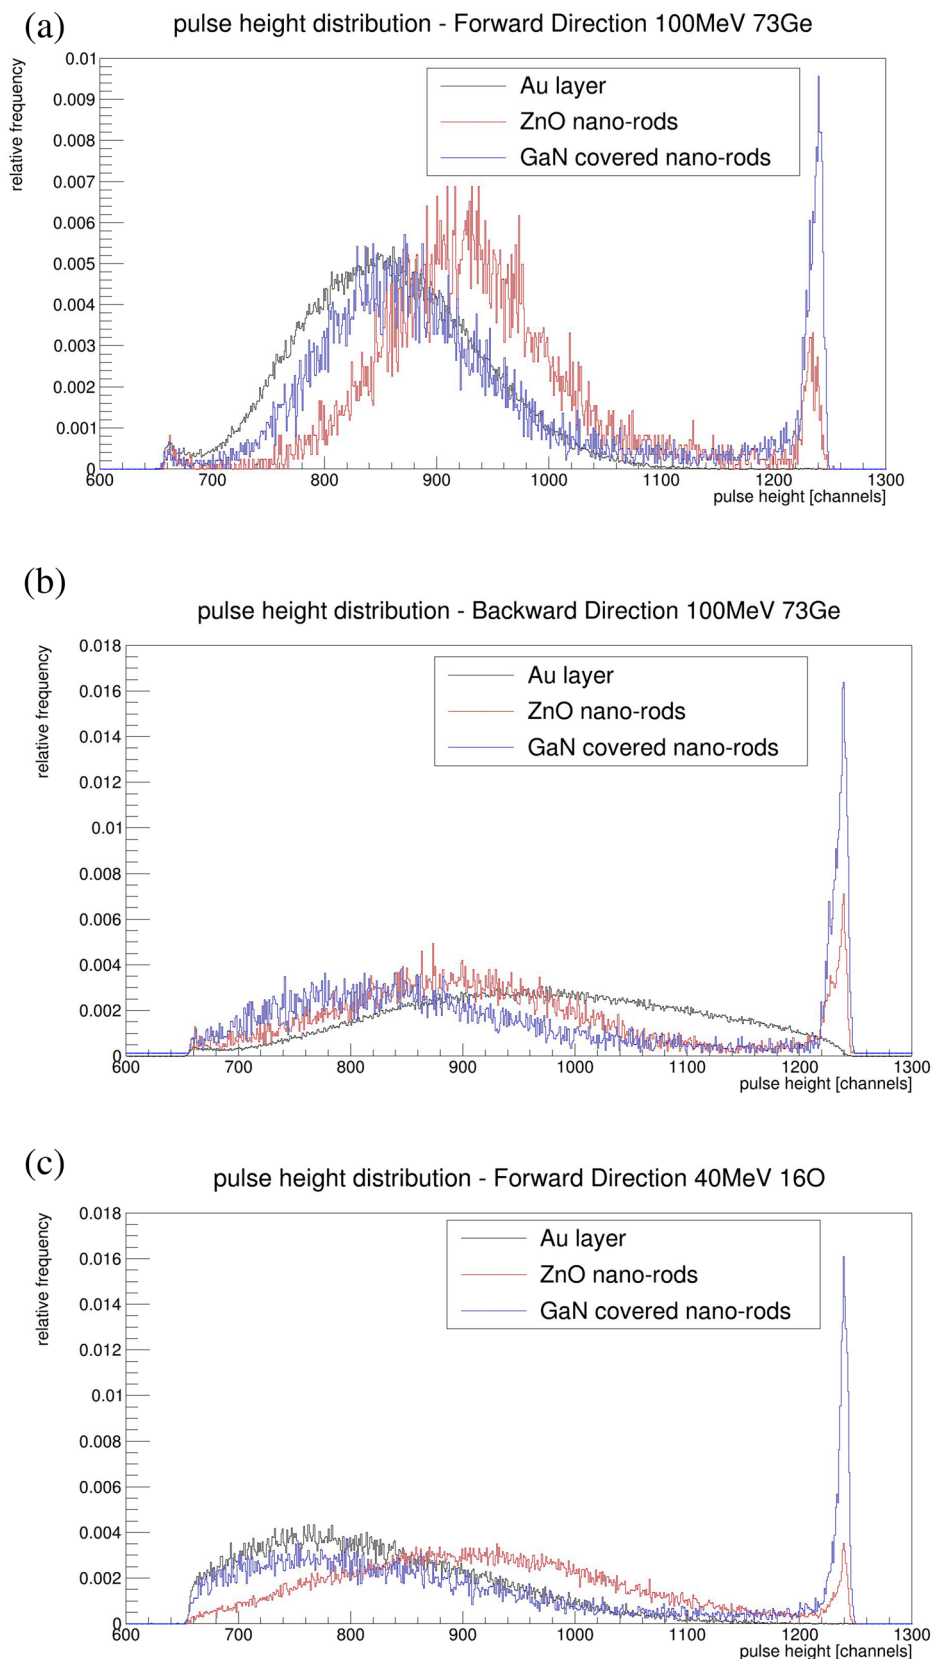 (a)
pulse height distribution - Forward Direction 100MeV 73Ge
relative frequency
Au layer
ZnO nano-rods
GaN covered nano-rods
0.01
0.009
0.008
0.007
0.006
0.005
0.004
0.003
0.002
0.001
0
600 700 800 900 1000 1100 1200 1300
pulse height [channels]
(b)
pulse height distribution - Backward Direction 100MeV 73Ge
relative frequency
Au layer
ZnO nano-rods
GaN covered nano-rods
0.018
0.016
0.014
0.012
0.01
0.008
0.006
0.004
0.002
0
600 700 800 900 1000 1100 1200 1300
pulse height [channels]
(c)
pulse height distribution - Forward Direction 40MeV 16O
relative frequency
Au layer
ZnO nano-rods
GaN covered nano-rods
0.018
0.016
0.014
0.012
0.01
0.008
0.006
0.004
0.002
0
600 700 800 900 1000 1100 1200 1300
pulse height [channels]